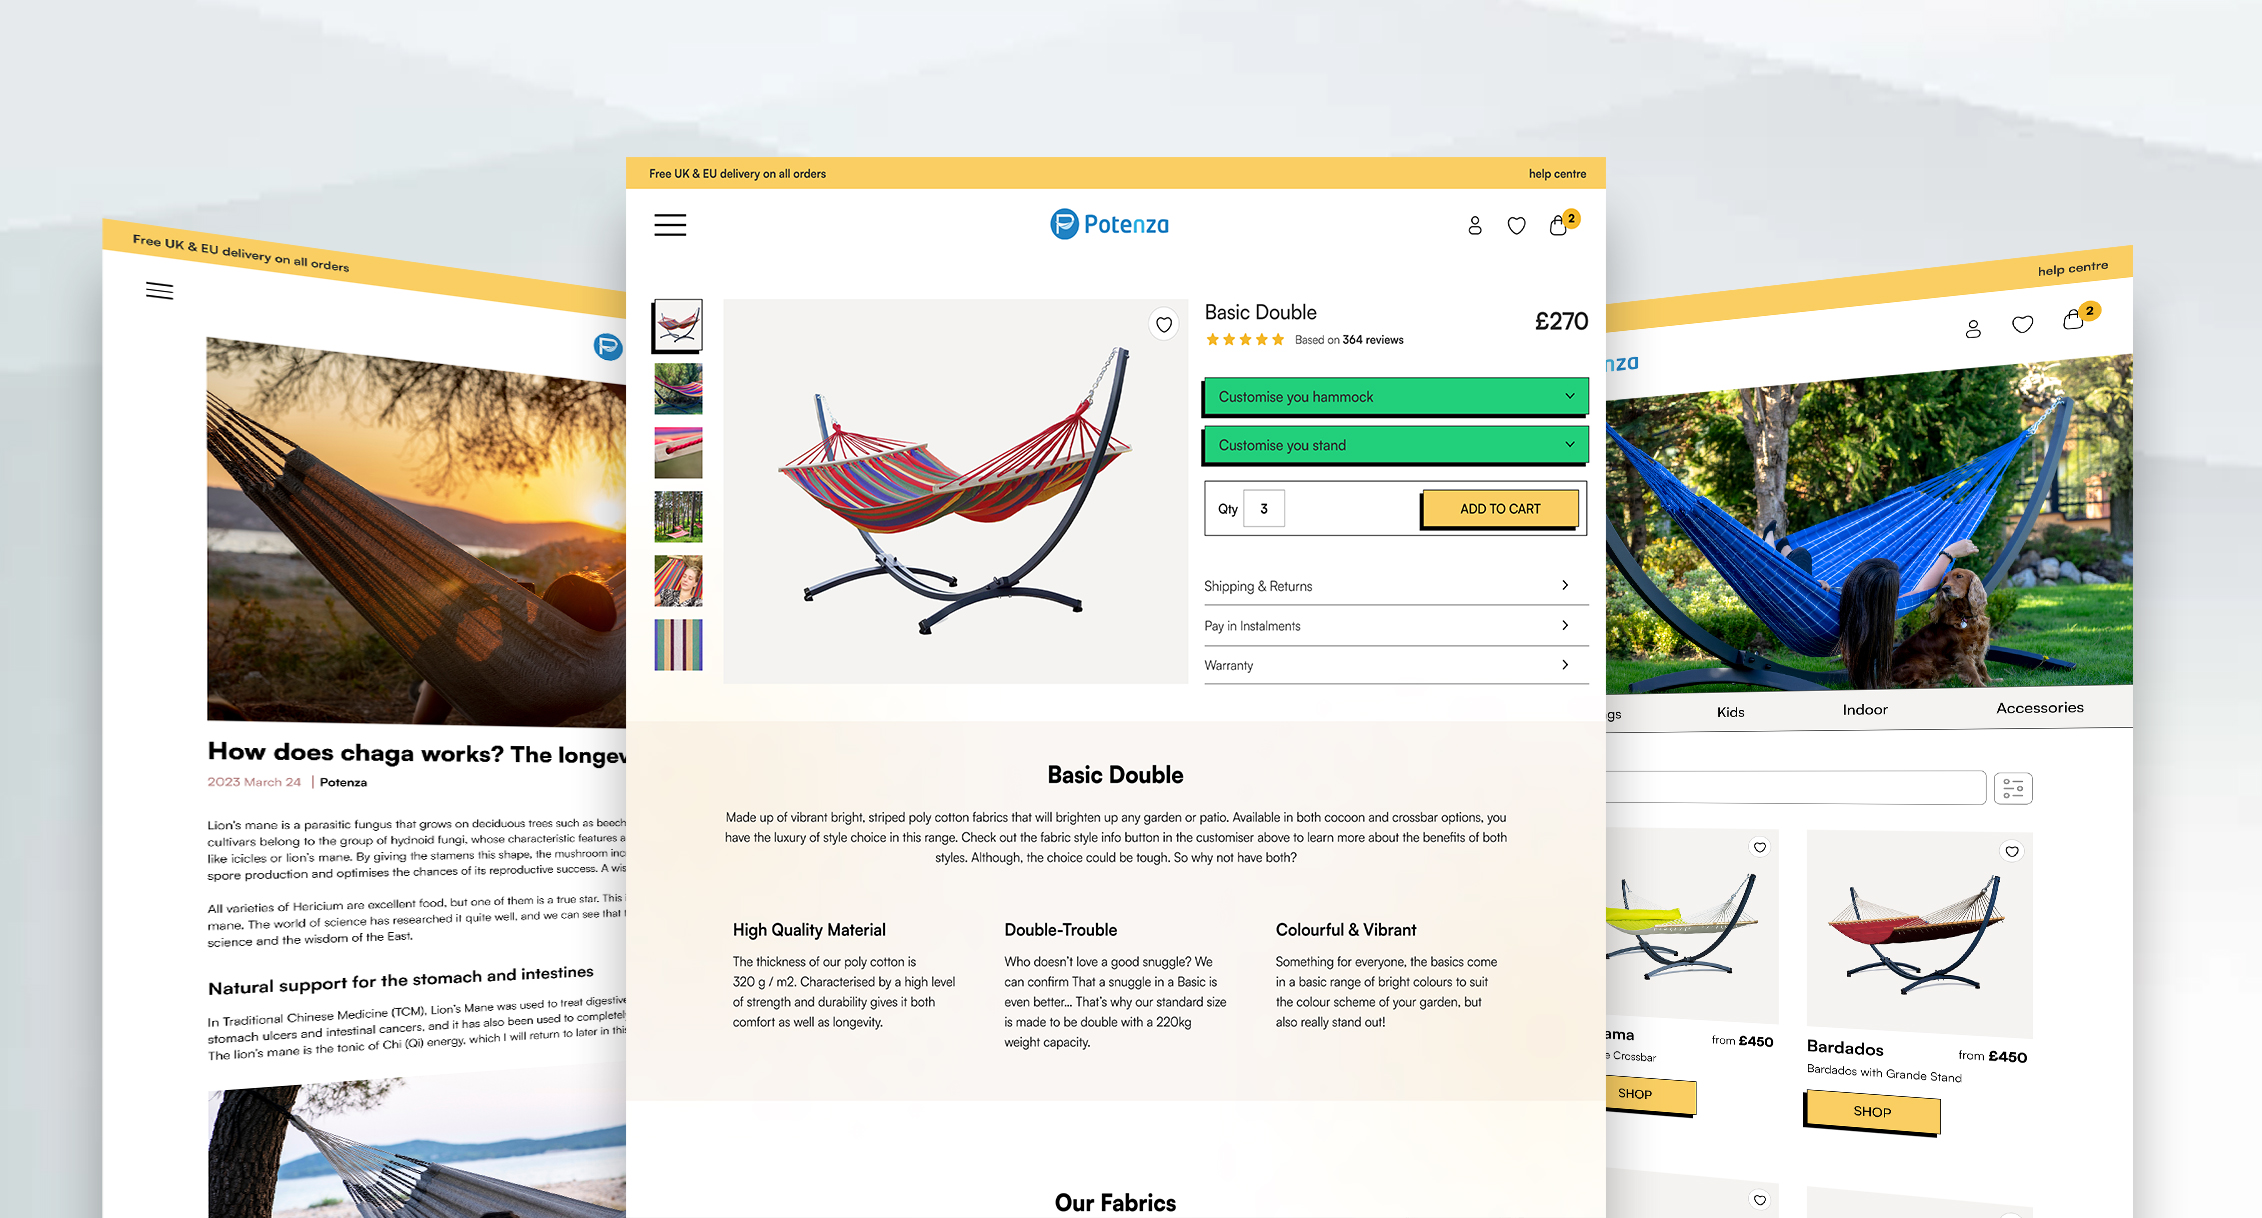 Free UK & EU delivery on all orders
How does chaga works? The longev
2023 March 24 | Potenza
Lion's mane is a parasitic fungus that grows on deciduous trees such as beech
cultivars belong to the group of hydnoid fungi, whose characteristic features a
like icicles or lion's mane. By giving the stamens this shape, the mushroom inc
spore production and optimises the chances of its reproductive success. A wis
All varieties of Hericium are excellent food, but one of them is a true star. This
mane. The world of science has researched it quite well, and we can see that
science and the wisdom of the East.
Natural support for the stomach and intestines
In Traditional Chinese Medicine (TCM), Lion's Mane was used to treat digestive
stomach ulcers and intestinal cancers, and it has also been used to completel
The lion's mane is the tonic of Chi (Qi) energy, which I will return to later in this
Free UK & EU delivery on all orders
help centre
Potenza
2
Basic Double
£270
Based on 364 reviews
Customise you hammock
Customise you stand
Qty 3
ADD TO CART
Shipping & Returns
Pay in Instalments
Warranty
Basic Double
Made up of vibrant bright, striped poly cotton fabrics that will brighten up any garden or patio. Available in both cocoon and crossbar options, you
have the luxury of style choice in this range. Check out the fabric style info button in the customiser above to learn more about the benefits of both
styles. Although, the choice could be tough. So why not have both?
High Quality Material
The thickness of our poly cotton is
320 g / m2. Characterised by a high level
of strength and durability gives it both
comfort as well as longevity.
Double-Trouble
Who doesn't love a good snuggle? We
can confirm That a snuggle in a Basic is
even better... That's why our standard size
is made to be double with a 220kg
weight capacity.
Colourful & Vibrant
Something for everyone, the basics come
in a basic range of bright colours to suit
the colour scheme of your garden, but
also really stand out!
Our Fabrics
help centre
2
nza
gs
Kids
Indoor
Accessories
ama
from £450
e Crossbar
SHOP
Bardados
from £450
Bardados with Grande Stand
SHOP